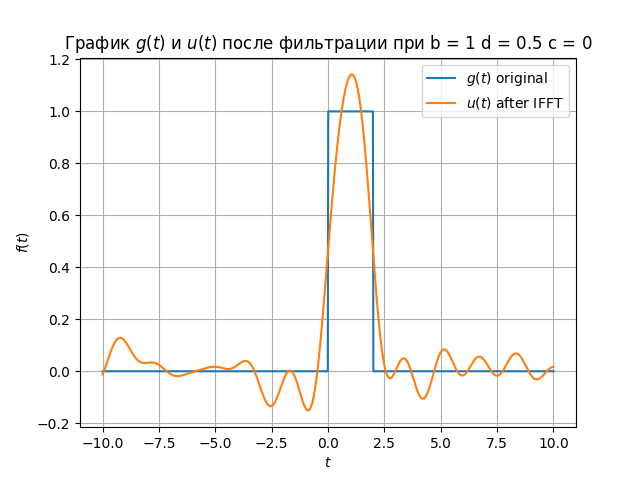 График g(t) и u(t) после фильтрации при b = 1 d = 0.5 c = 0
g(t) original
u(t) after IFFT
1.2
1.0
0.8
0.6
0.4
0.2
0.0
−0.2
f(t)
−10.0 −7.5 −5.0 −2.5 0.0 2.5 5.0 7.5 10.0
t